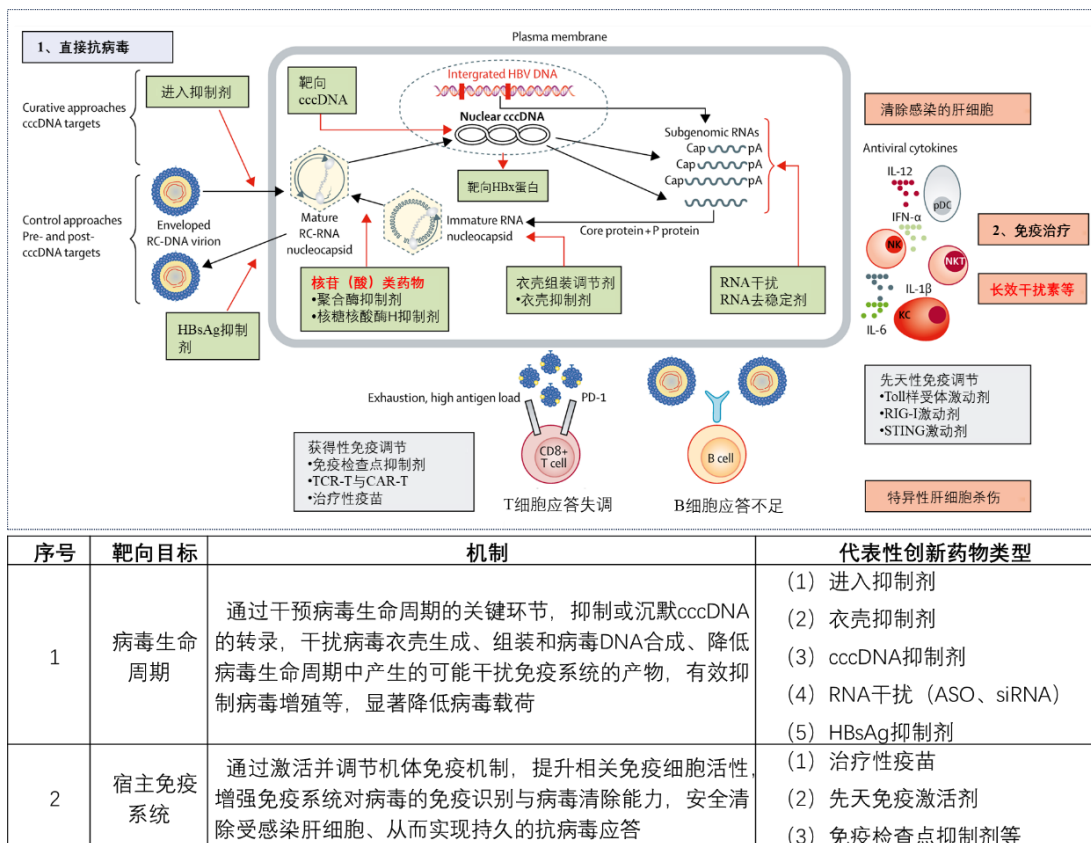 1、直接抗病毒
Plasma membrane
Curative approaches
cccDNA targets
进入抑制剂
靶向
cccDNA
Intergrated HBV DNA
Nuclear cccDNA
Subgenomic RNAs
Cap pA
Cap pA
Cap pA
靶向HBx蛋白
Control approaches
Pre- and post-
cccDNA targets
Enveloped
RC-DNA virion
Mature
RC-RNA
nucleocapsid
Immature RNA
nucleocapsid
Core protein + P protein
HBsAg抑制
剂
核苷（酸）类药物
•聚合酶抑制剂
•核糖核酸酶H抑制剂
衣壳组装调节剂
•衣壳抑制剂
RNA干扰
RNA去稳定剂
清除感染的肝细胞
Antiviral cytokines
IL-12
pDC
IFN-α
NK
2、免疫治疗
NKT
IL-1β
长效干扰素等
KC
IL-6
先天性免疫调节
•Toll样受体激动剂
•RIG-I激动剂
•STING激动剂
特异性肝细胞杀伤
Exhaustion, high antigen load
PD-1
获得性免疫调节
•免疫检查点抑制剂
•TCR-T与CAR-T
•治疗性疫苗
CD8+
T cell
B cell
T细胞应答失调
B细胞应答不足
序号 靶向目标 机制 代表性创新药物类型
1
病毒生命
周期
通过干预病毒生命周期的关键环节，抑制或沉默cccDNA
的转录，干扰病毒衣壳生成、组装和病毒DNA合成、降低
病毒生命周期中产生的可能干扰免疫系统的产物，有效抑
制病毒增殖等，显著降低病毒载荷
（1）进入抑制剂
（2）衣壳抑制剂
（3）cccDNA抑制剂
（4）RNA干扰（ASO、siRNA）
（5）HBsAg抑制剂
2
宿主免疫
系统
通过激活并调节机体免疫机制，提升相关免疫细胞活性，
增强免疫系统对病毒的免疫识别与病毒清除能力，安全清
除受感染肝细胞、从而实现持久的抗病毒应答
（1）治疗性疫苗
（2）先天免疫激活剂
（3）免疫检查点抑制剂等